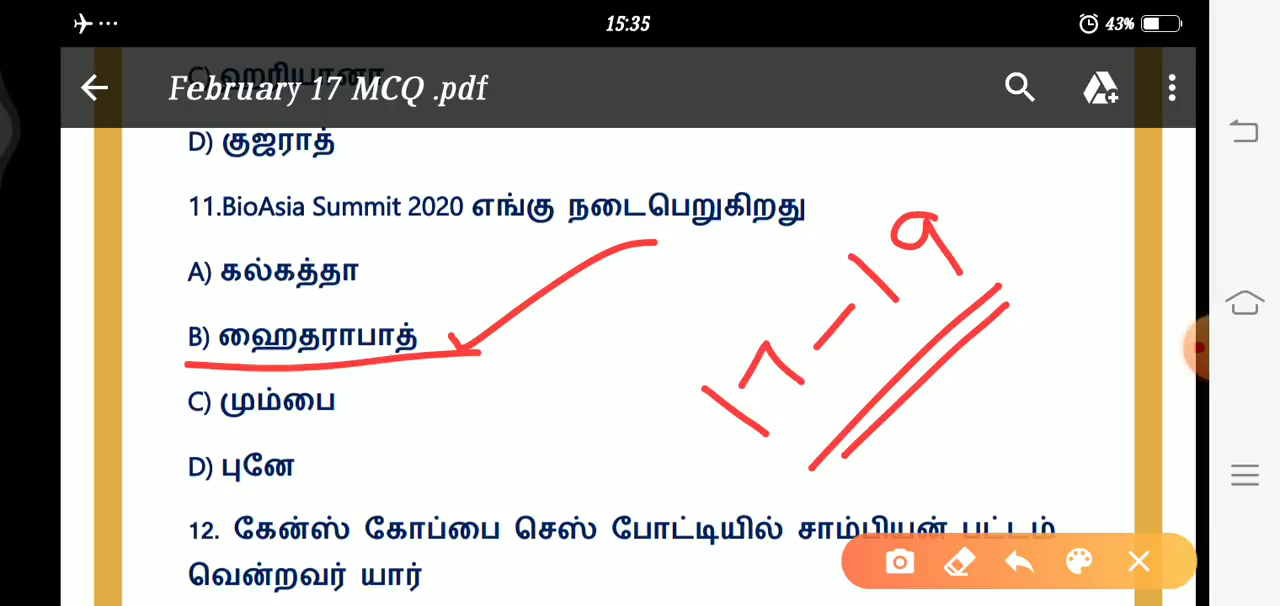 15:35
43%
C) ஹரியானா
February 17 MCQ .pdf
D) குஜராத்
11.BioAsia Summit 2020 எங்கு நடைபெறுகிறது
A) கல்கத்தா
B) ஹைதராபாத்
C) மும்பை
D) புனே
17-19
12. கேன்ஸ் கோப்பை செஸ் போட்டியில் சாம்பியன் பட்டம்
வென்றவர் யார்